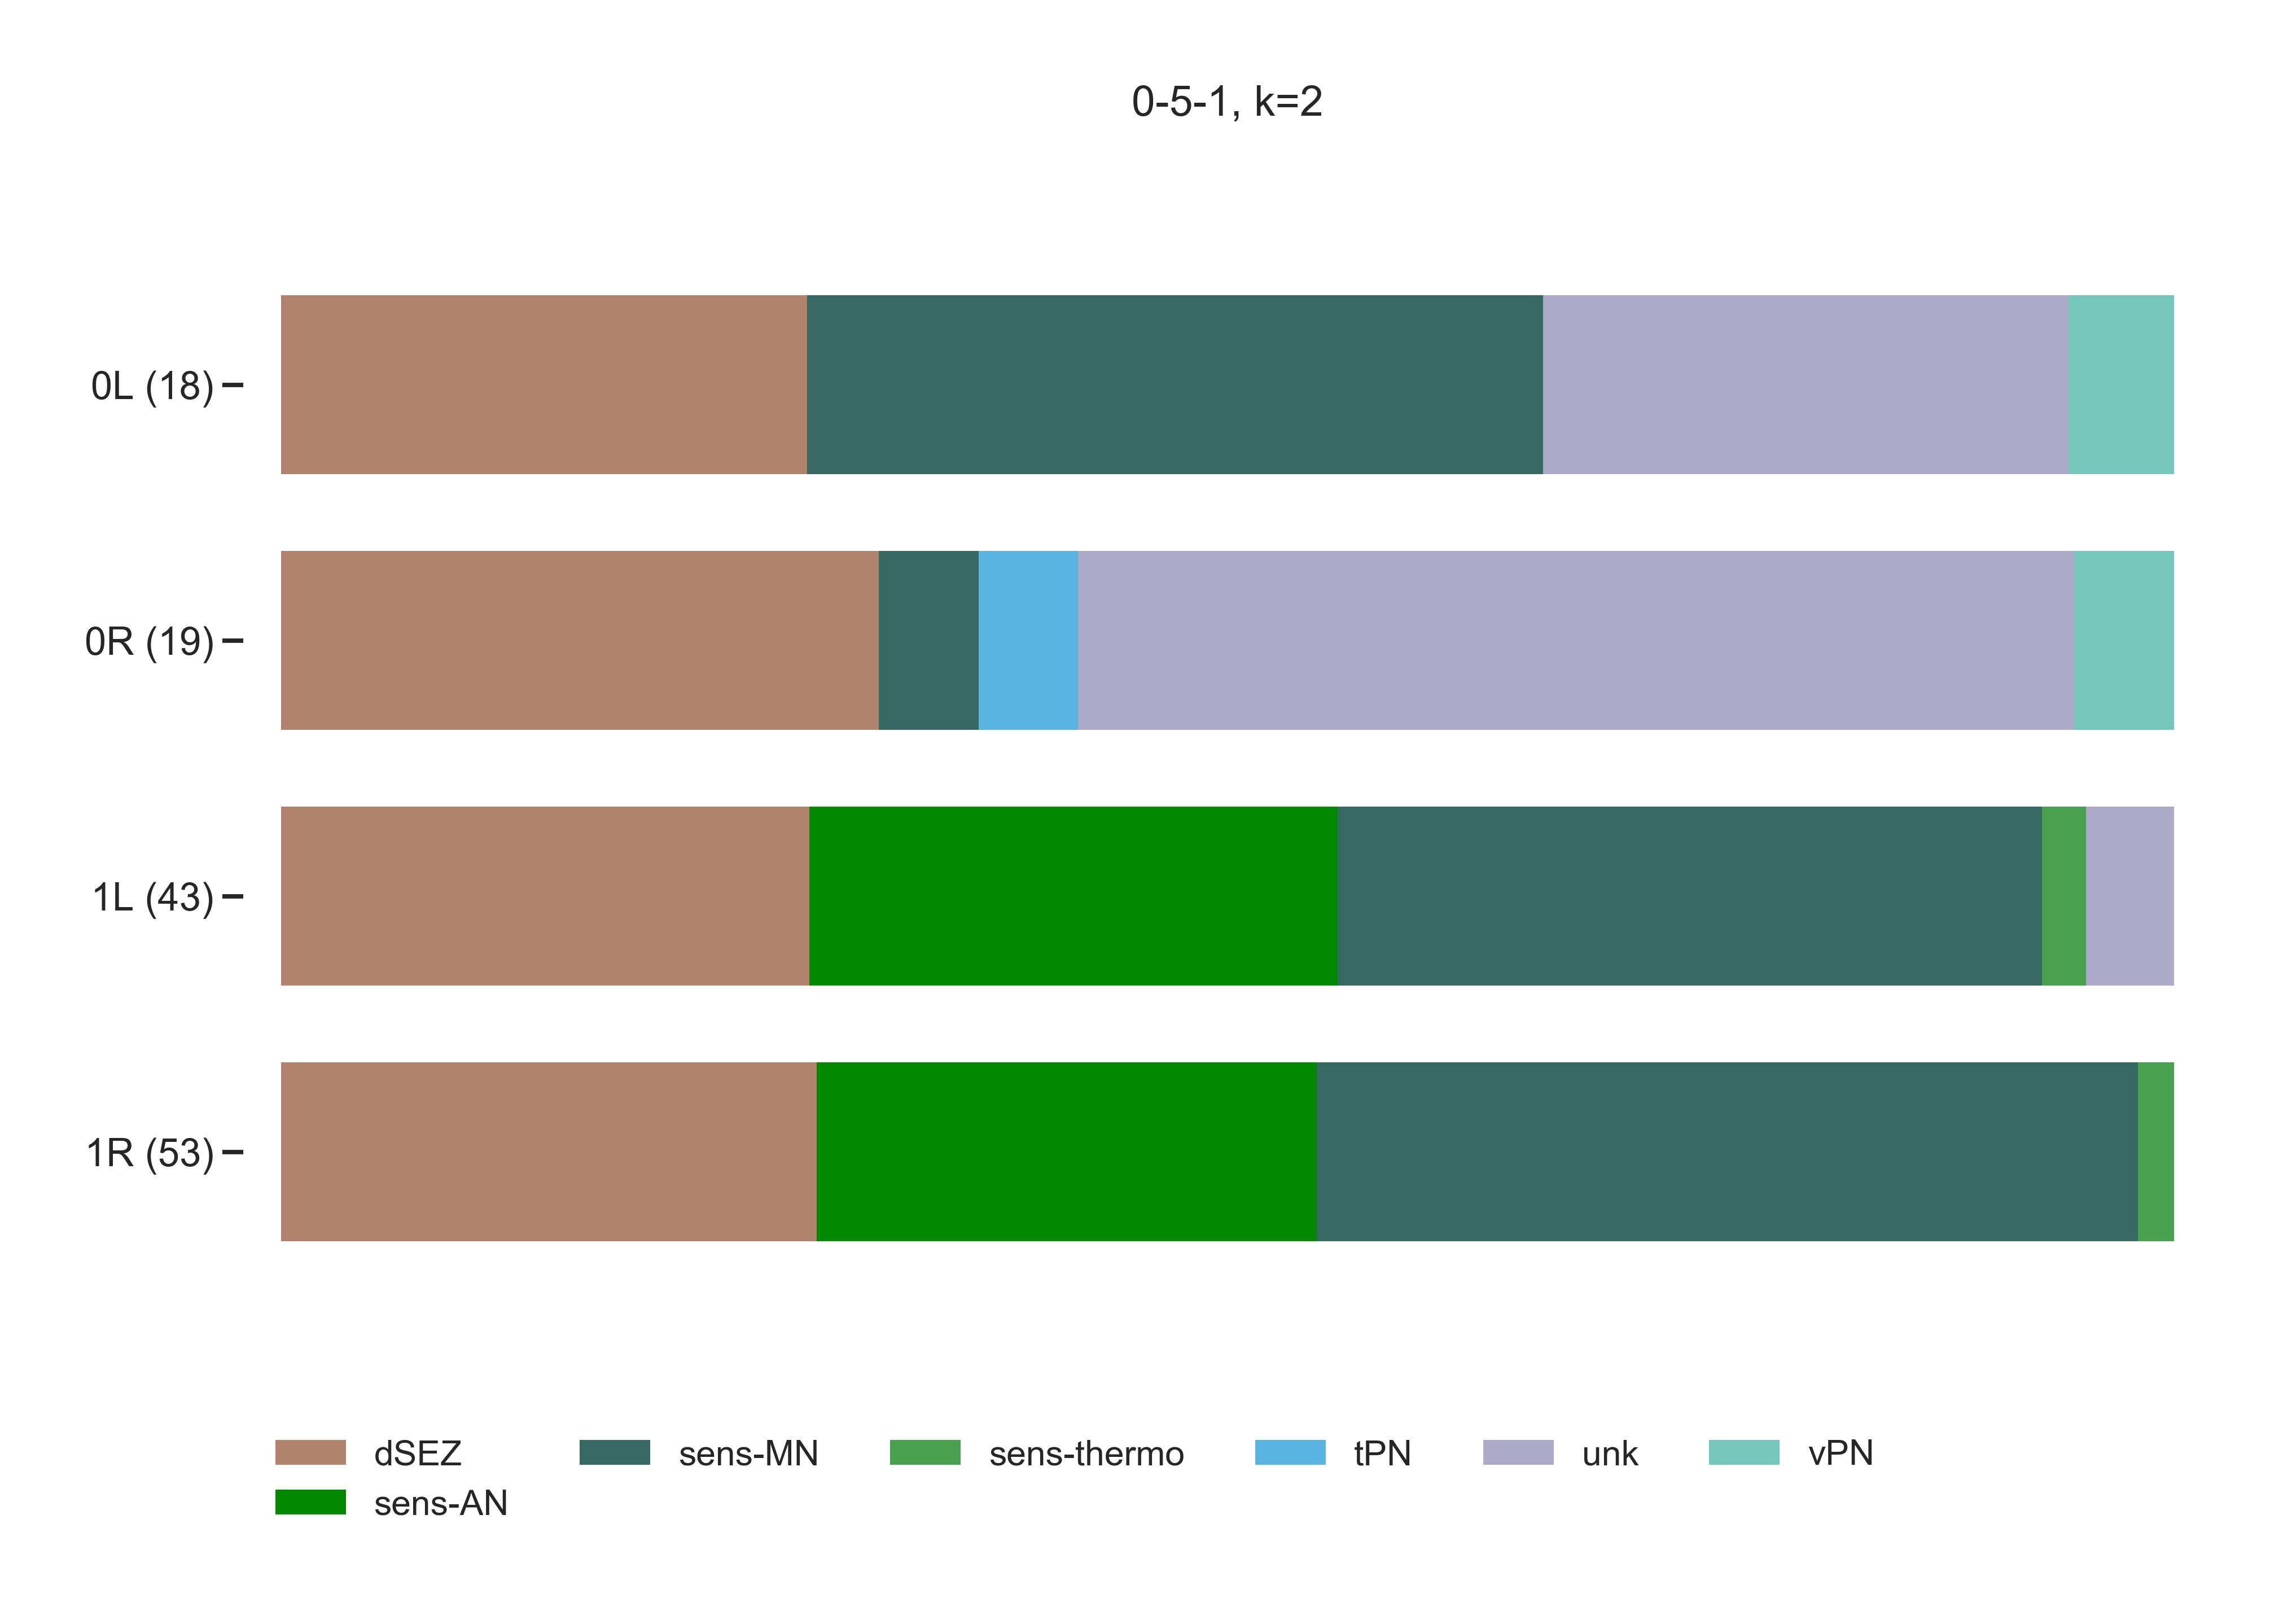 0-5-1, k=2
0L (18)
0R (19)
1L (43)
1R (53)
dSEZ sens-MN sens-thermo tPN unk vPN
sens-AN